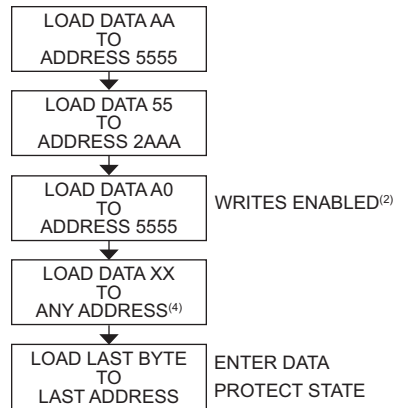 LOAD DATA AA
TO
ADDRESS 5555
LOAD DATA 55
TO
ADDRESS 2AAA
LOAD DATA A0
TO
ADDRESS 5555
WRITES ENABLED(2)
LOAD DATA XX
TO
ANY ADDRESS(4)
LOAD LAST BYTE
TO
LAST ADDRESS
ENTER DATA
PROTECT STATE